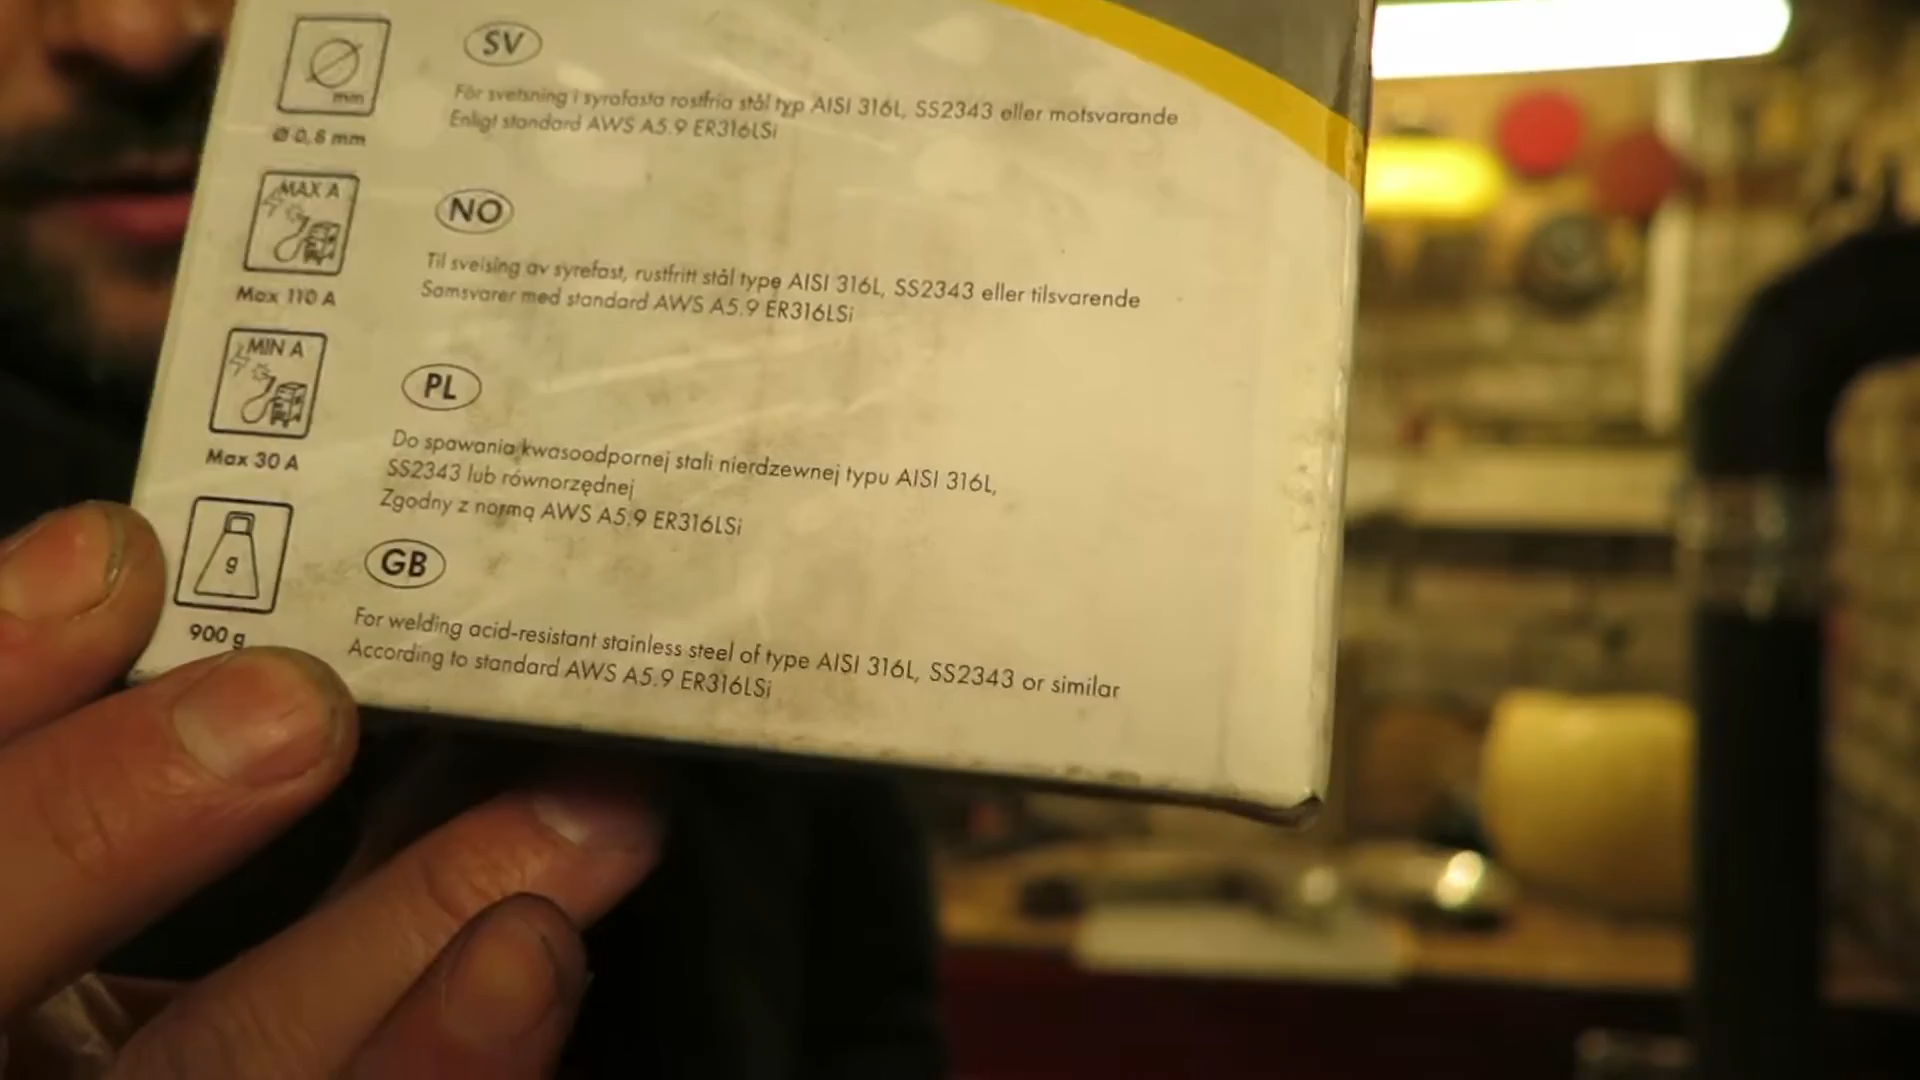 mm
Ø 0,8 mm
MAX A
Max 110 A
MIN A
Max 30 A
g
900 g
SV
För svetsning i syrafasta rostfria stål typ AISI 316L, SS2343 eller motsvarande
Enligt standard AWS A5.9 ER316LSi
NO
Til sveising av syrefast, rustfritt stål type AISI 316L, SS2343 eller tilsvarende
Samsvarer med standard AWS A5.9 ER316LSi
PL
Do spawania kwasoodpornej stali nierdzewnej typu AISI 316L,
SS2343 lub równorzędnej
Zgodny z normą AWS A5.9 ER316LSi
GB
For welding acid-resistant stainless steel of type AISI 316L, SS2343 or similar
According to standard AWS A5.9 ER316LSi